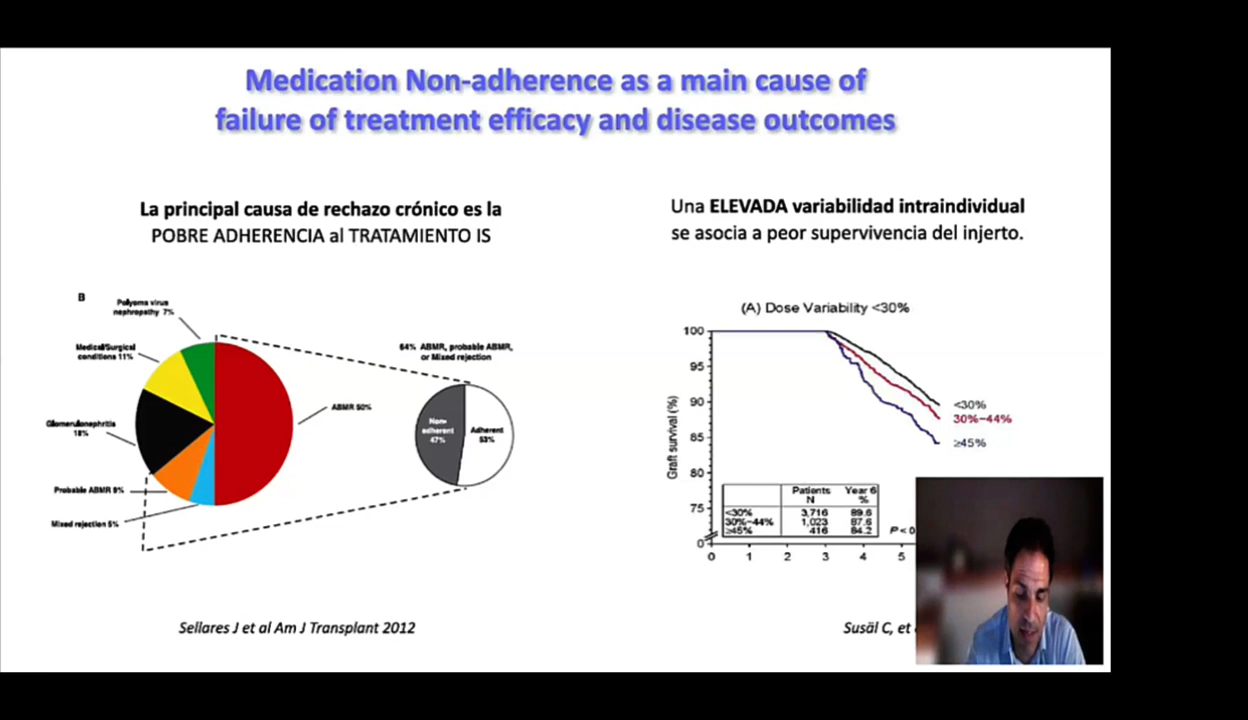 Medication Non-adherence as a main cause of
failure of treatment efficacy and disease outcomes
La principal causa de rechazo crónico es la
POBRE ADHERENCIA al TRATAMIENTO IS
B
Polyoma virus
nephropathy 7%
Medical/Surgical
conditions 11%
Glomerulonephritis
18%
Probable ABMR 9%
Mixed rejection 5%
ABMR 50%
64% ABMR, probable ABMR,
or Mixed rejection
Non-
adherent
47%
Adherent
53%
Sellares J et al Am J Transplant 2012
Una ELEVADA variabilidad intraindividual
se asocia a peor supervivencia del injerto.
(A) Dose Variability <30%
Graft survival (%)
100
95
90
85
80
75
0
<30%
30%–44%
≥45%
Patients Year 6
N %
<30% 3,716 89.6
30%–44% 1,023 87.6
≥45% 416 84.2
P<0
0 1 2 3 4 5
Susäl C, et